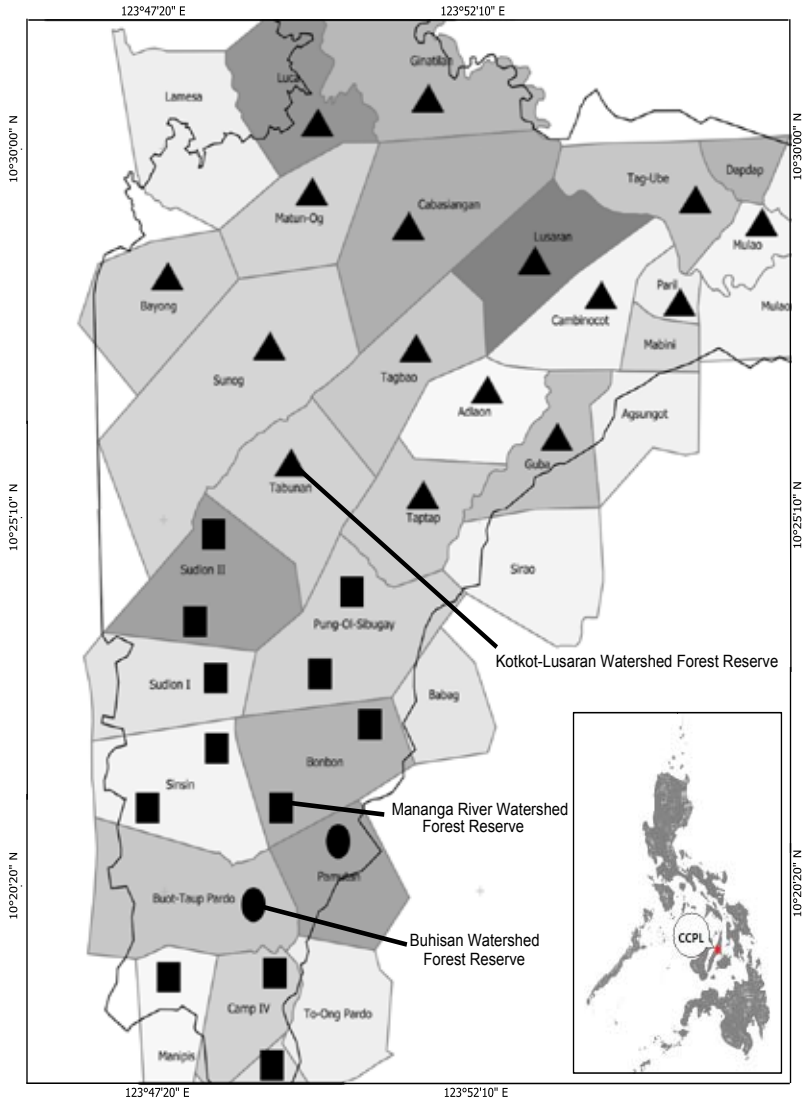 123°47'20" E
123°52'10" E
10°30'00" N
10°30'00" N
Ginatilan
Luca
Lamesa
Tag-Ube
Dapdap
Cabasiangan
Matun-Og
Lusaran
Mulao
Bayong
Paril
Mulao
Cambinocot
Mabini
Sunog
Tagbao
Adlaon
Agsungot
Guba
Tabunan
Taptap
10°25'10" N
10°25'10" N
Sudlon II
Sirao
Pung-Ol-Sibugay
Kotkot-Lusaran Watershed Forest Reserve
Sudlon I
Babag
Bonbon
Sinsin
Mananga River Watershed
Forest Reserve
10°20'20" N
10°20'20" N
Pamutan
Buot-Taup Pardo
Buhisan Watershed
Forest Reserve
CCPL
Camp IV
To-Ong Pardo
Manipis
123°47'20" E
123°52'10" E